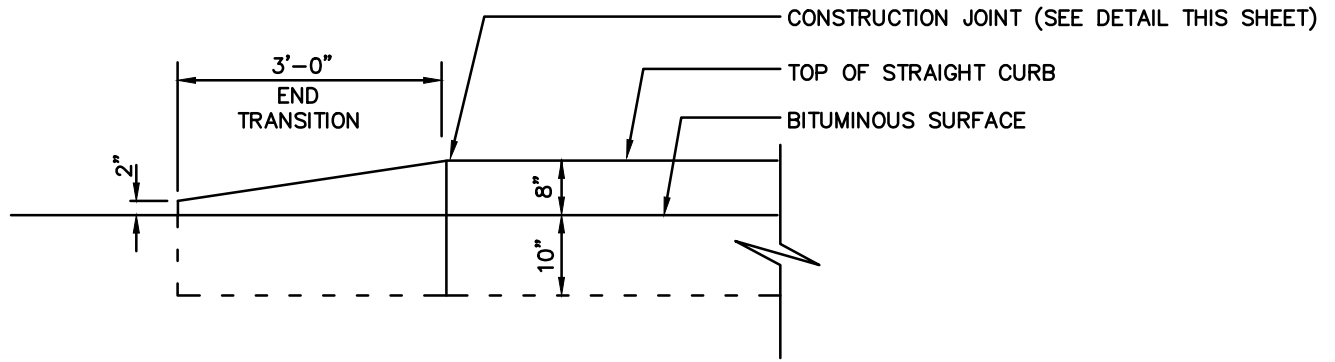 CONSTRUCTION JOINT (SEE DETAIL THIS SHEET)
3'-0"
TOP OF STRAIGHT CURB
END
TRANSITION
BITUMINOUS SURFACE
2"
8"
10"